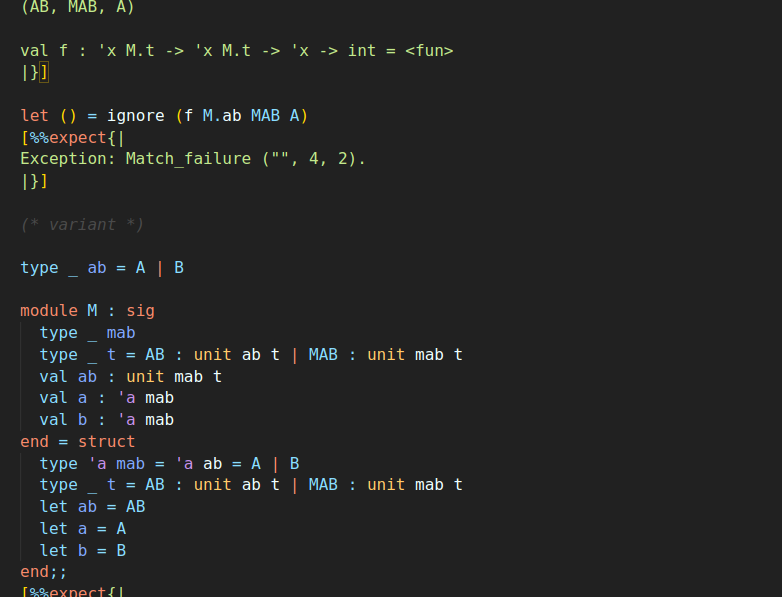 (AB, MAB, A)
val f : 'x M.t -> 'x M.t -> 'x -> int = <fun>
|}]
let () = ignore (f M.ab MAB A)
[%%expect{|
Exception: Match_failure ("", 4, 2).
|}]
(* variant *)
type _ ab = A | B
module M : sig
  type _ mab
  type _ t = AB : unit ab t | MAB : unit mab t
  val ab : unit mab t
  val a : 'a mab
  val b : 'a mab
end = struct
  type 'a mab = 'a ab = A | B
  type _ t = AB : unit ab t | MAB : unit mab t
  let ab = AB
  let a = A
  let b = B
end;;
[%%expect{|